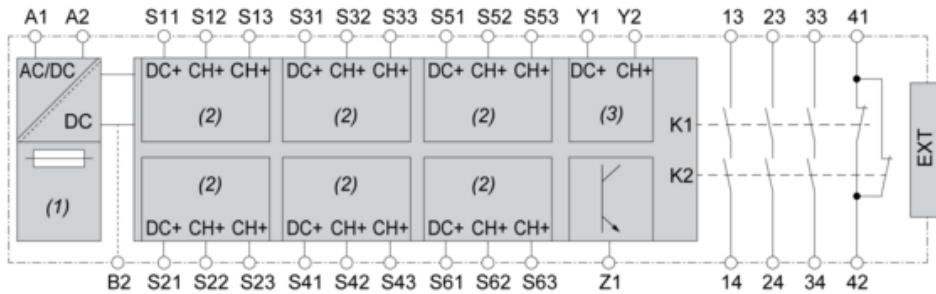 A1 A2 S11 S12 S13 S31 S32 S33 S51 S52 S53 Y1 Y2 13 23 33 41
AC/DC DC+ CH+ CH+ DC+ CH+ CH+ DC+ CH+ CH+ DC+ CH+
DC (2) (2) (2) (3) K1
EXT
(1) (2) (2) (2) K2
DC+ CH+ CH+ DC+ CH+ CH+ DC+ CH+ CH+
B2 S21 S22 S23 S41 S42 S43 S61 S62 S63 Z1 14 24 34 42